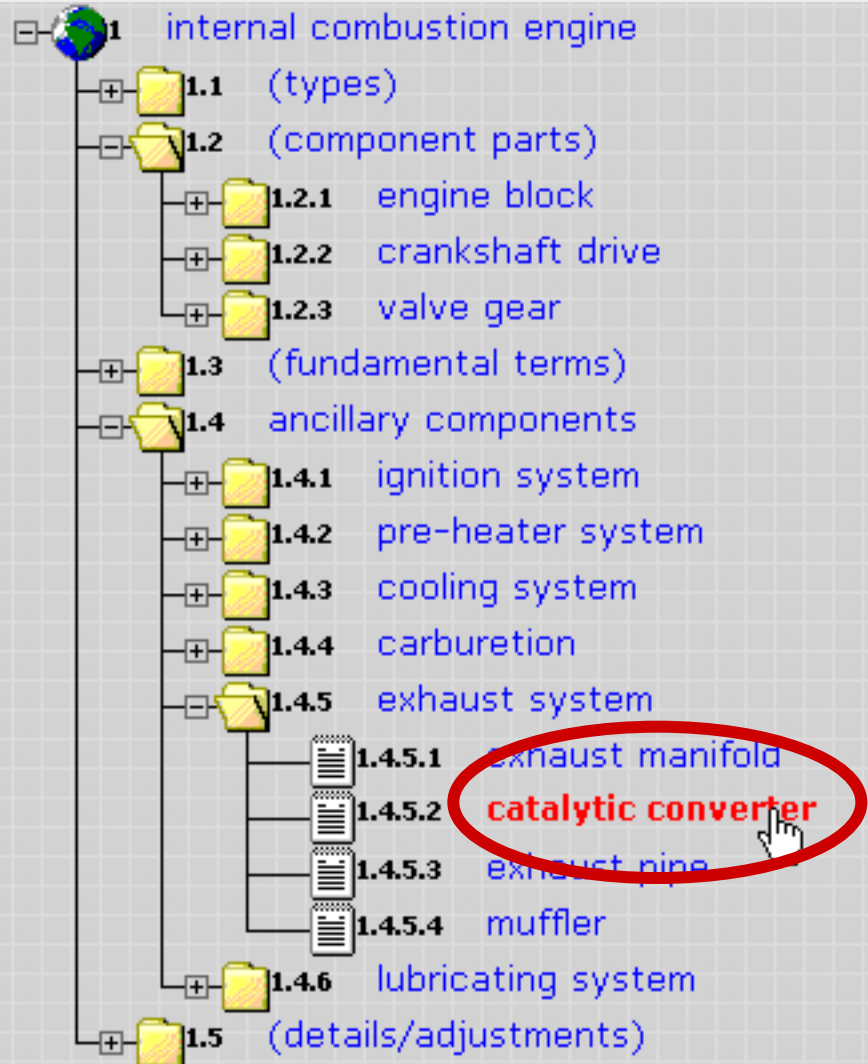 1 internal combustion engine
1.1 (types)
1.2 (component parts)
1.2.1 engine block
1.2.2 crankshaft drive
1.2.3 valve gear
1.3 (fundamental terms)
1.4 ancillary components
1.4.1 ignition system
1.4.2 pre-heater system
1.4.3 cooling system
1.4.4 carburetion
1.4.5 exhaust system
1.4.5.1 exhaust manifold
1.4.5.2 catalytic converter
1.4.5.3 exhaust pipe
1.4.5.4 muffler
1.4.6 lubricating system
1.5 (details/adjustments)